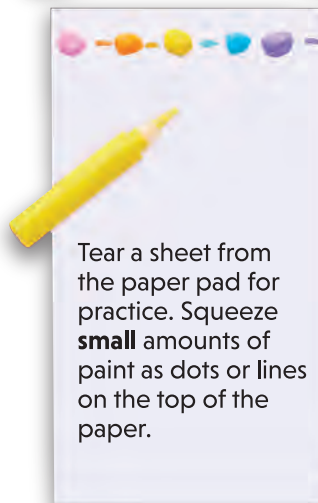 Tear a sheet from
the paper pad for
practice. Squeeze
small amounts of
paint as dots or lines
on the top of the
paper.